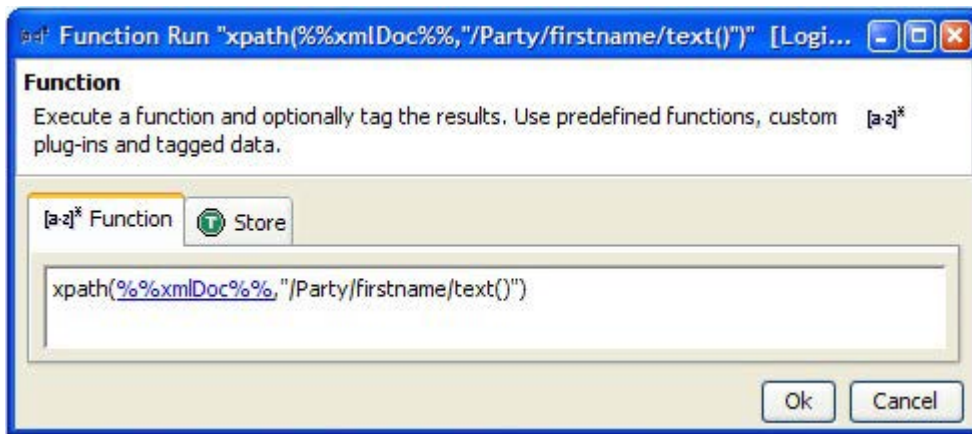 Function Run "xpath(%%xmlDoc%%,"/Party/firstname/text()")" [Logi...
Function
Execute a function and optionally tag the results. Use predefined functions, custom
plug-ins and tagged data.
[a-z]*
[a-z]* Function
T Store
xpath(%%xmlDoc%%,"/Party/firstname/text()")
Ok Cancel